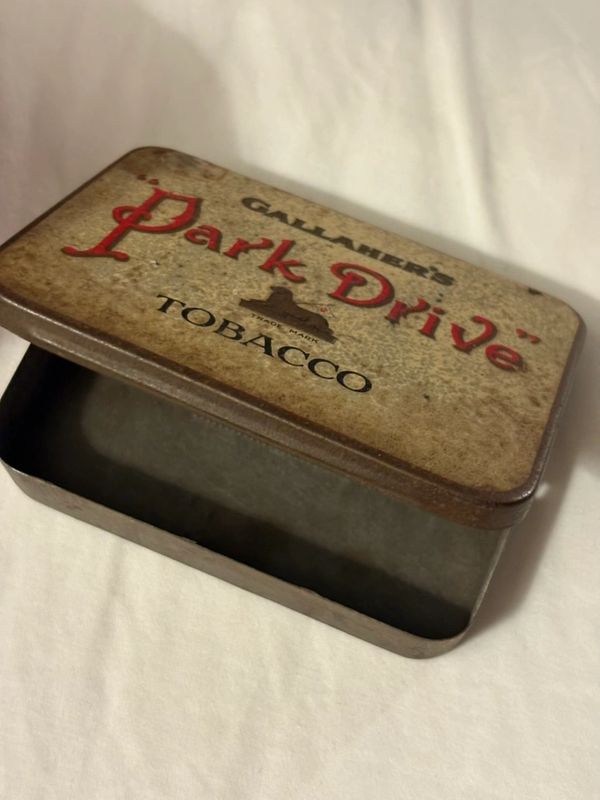 GALLAHER'S
"Park Drive"
TRADE MARK
TOBACCO